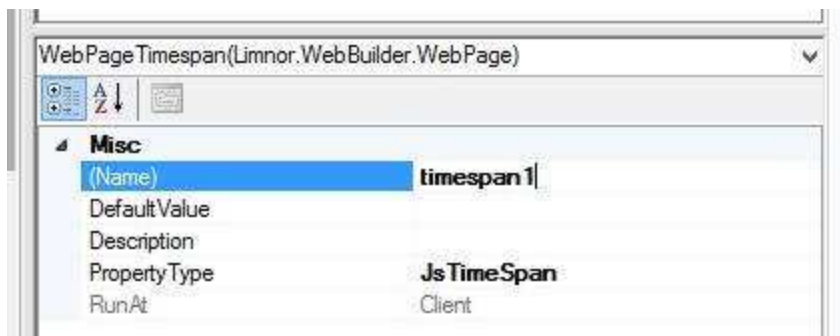 WebPageTimespan(Limnor.WebBuilder.WebPage)
A Z
Misc
(Name) timespan1
DefaultValue
Description
PropertyType JsTimeSpan
RunAt Client